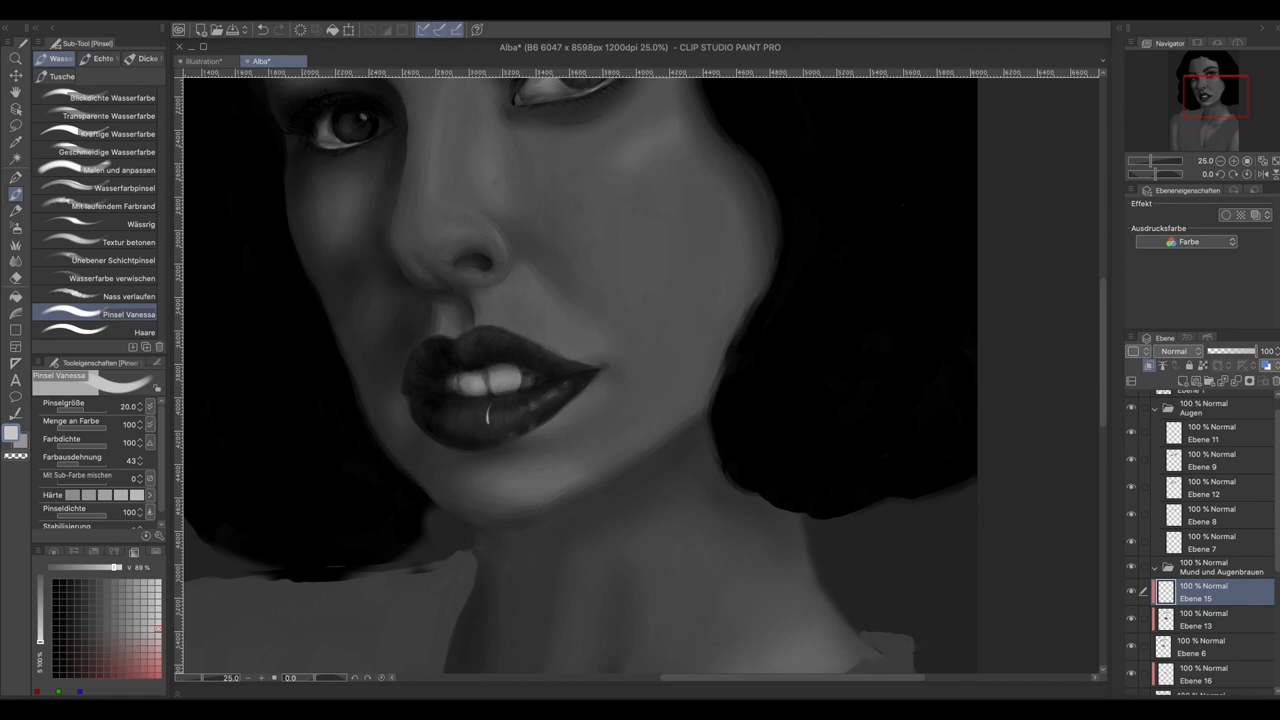 Sub-Tool [Pinsel]
Wasse
Echte
Dicke
Tusche
Blickdichte Wasserfarbe
Transparente Wasserfarbe
Kräftige Wasserfarbe
Geschmeidige Wasserfarbe
Malen und anpassen
Wasserfarbpinsel
Mit laufendem Farbrand
Wässrig
Textur betonen
Unebener Schichtpinsel
Wasserfarbe verwischen
Nass verlaufen
Pinsel Vanessa
Haare
Tooleigenschaften [Pinsel
Pinsel Vanessa
Pinselgröße 20.0
Menge an Farbe 100
Farbdichte 100
Farbausdehnung 43
Mit Sub-Farbe mischen 0
Härte
Pinseldichte 100
Stabilisierung
V 89 %
S 100 %
Alba* (B6 6047 x 8598px 1200dpi 25.0%) - CLIP STUDIO PAINT PRO
Illustration*
Alba*
25.0
0.0
Navigator
25.0
0.0
Ebeneneigenschaften
Effekt
Ausdrucksfarbe
Farbe
Ebene
Normal
100
100 % Normal
Augen
100 % Normal
Ebene 11
100 % Normal
Ebene 9
100 % Normal
Ebene 12
100 % Normal
Ebene 8
100 % Normal
Ebene 7
100 % Normal
Mund und Augenbrauen
100 % Normal
Ebene 15
100 % Normal
Ebene 13
100 % Normal
Ebene 6
100 % Normal
Ebene 16